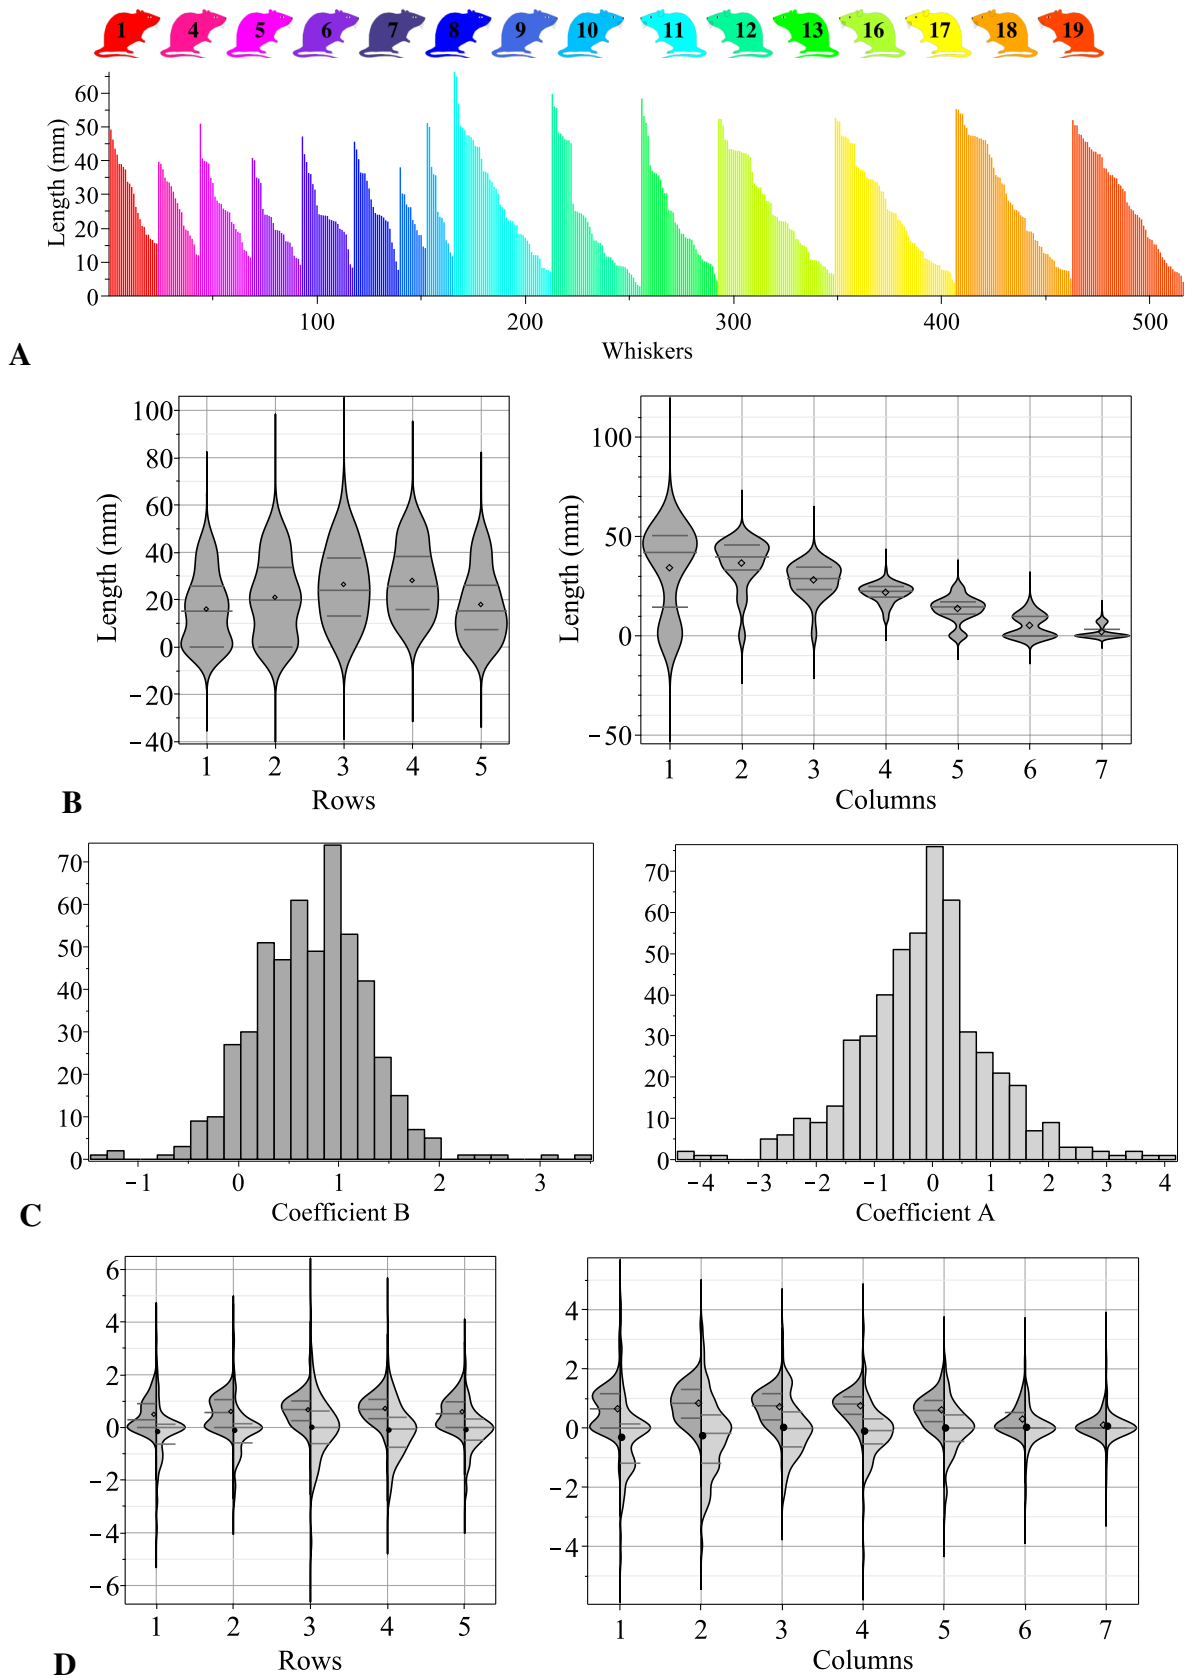 1 4 5 6 7 8 9 10 11 12 13 16 17 18 19
Length (mm)
60
50
40
30
20
10
0
100 200 300 400 500
Whiskers
A
Length (mm)
100
80
60
40
20
0
−20
−40
1 2 3 4 5
Rows
Length (mm)
100
50
0
−50
1 2 3 4 5 6 7
Columns
B
70
60
50
40
30
20
10
0
−1 0 1 2 3
Coefficient B
70
60
50
40
30
20
10
0
−4 −3 −2 −1 0 1 2 3 4
Coefficient A
C
6
4
2
0
−2
−4
−6
1 2 3 4 5
Rows
4
2
0
−2
−4
1 2 3 4 5 6 7
Columns
D